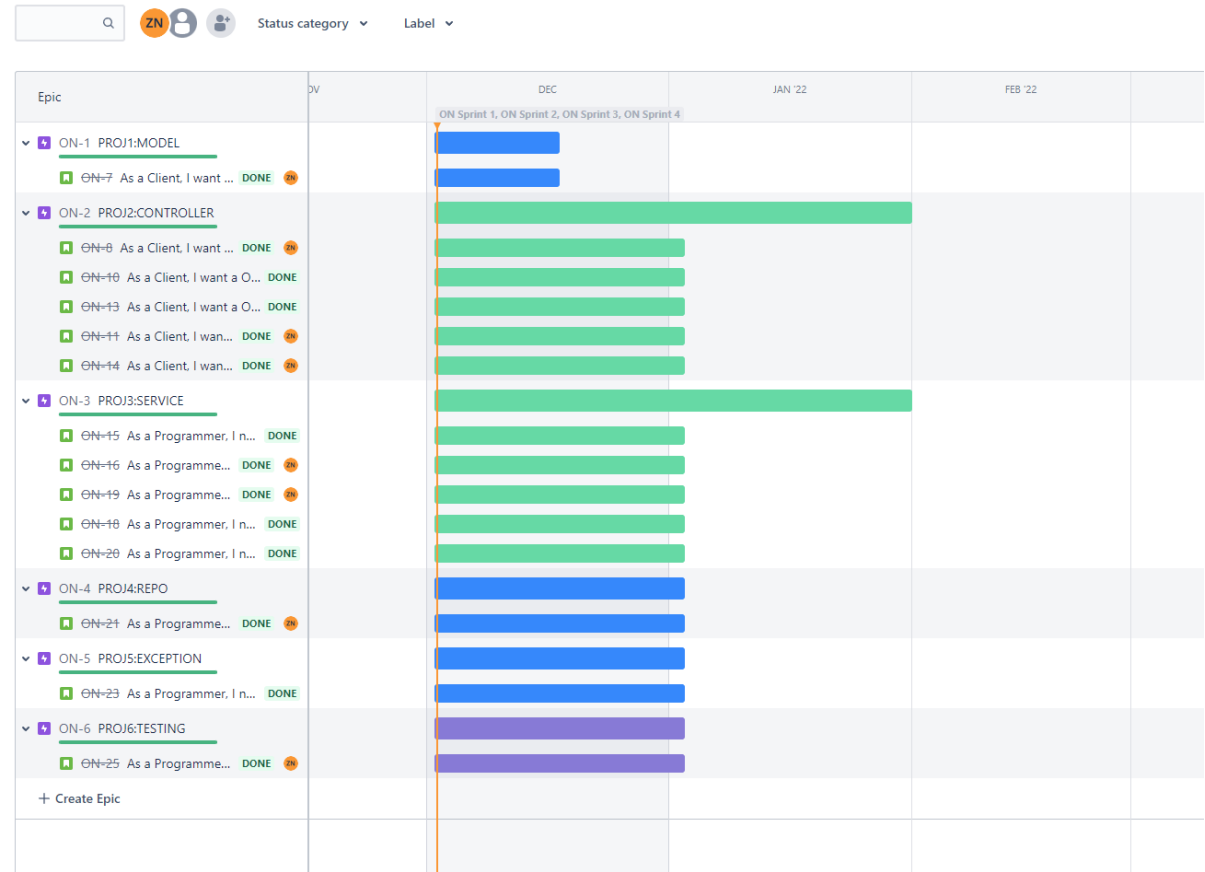 ZN
Status category
Label
Epic
OV
DEC
JAN '22
FEB '22
ON Sprint 1, ON Sprint 2, ON Sprint 3, ON Sprint 4
ON-1 PROJ1:MODEL
ON-7 As a Client, I want ... DONE ZN
ON-2 PROJ2:CONTROLLER
ON-8 As a Client, I want ... DONE ZN
ON-10 As a Client, I want a O... DONE
ON-13 As a Client, I want a O... DONE
ON-11 As a Client, I wan... DONE ZN
ON-14 As a Client, I wan... DONE ZN
ON-3 PROJ3:SERVICE
ON-15 As a Programmer, I n... DONE
ON-16 As a Programme... DONE ZN
ON-19 As a Programme... DONE ZN
ON-18 As a Programmer, I n... DONE
ON-20 As a Programmer, I n... DONE
ON-4 PROJ4:REPO
ON-21 As a Programme... DONE ZN
ON-5 PROJ5:EXCEPTION
ON-23 As a Programmer, I n... DONE
ON-6 PROJ6:TESTING
ON-25 As a Programme... DONE ZN
+ Create Epic